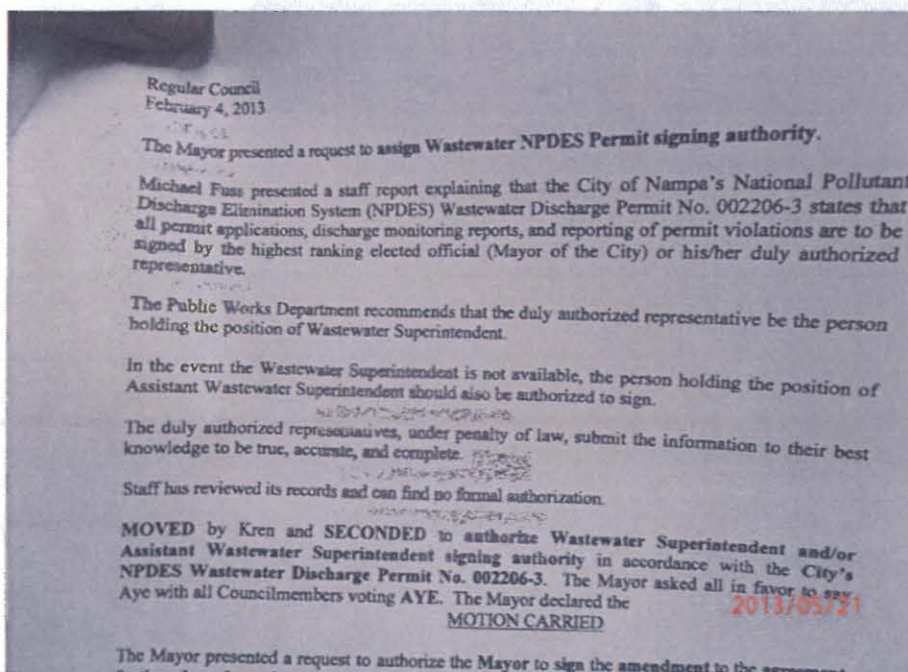 Regular Council
February 4, 2013
The Mayor presented a request to assign Wastewater NPDES Permit signing authority.
Michael Fuss presented a staff report explaining that the City of Nampa's National Pollutant
Discharge Elimination System (NPDES) Wastewater Discharge Permit No. 002206-3 states that
all permit applications, discharge monitoring reports, and reporting of permit violations are to be
signed by the highest ranking elected official (Mayor of the City) or his/her duly authorized
representative.
The Public Works Department recommends that the duly authorized representative be the person
holding the position of Wastewater Superintendent.
In the event the Wastewater Superintendent is not available, the person holding the position of
Assistant Wastewater Superintendent should also be authorized to sign.
The duly authorized representatives, under penalty of law, submit the information to their best
knowledge to be true, accurate, and complete.
Staff has reviewed its records and can find no formal authorization.
MOVED by Kren and SECONDED to authorize Wastewater Superintendent and/or
Assistant Wastewater Superintendent signing authority in accordance with the City's
NPDES Wastewater Discharge Permit No. 002206-3. The Mayor asked all in favor to say
Aye with all Councilmembers voting AYE. The Mayor declared the
2013/05/21
MOTION CARRIED
The Mayor presented a request to authorize the Mayor to sign the amendment to the